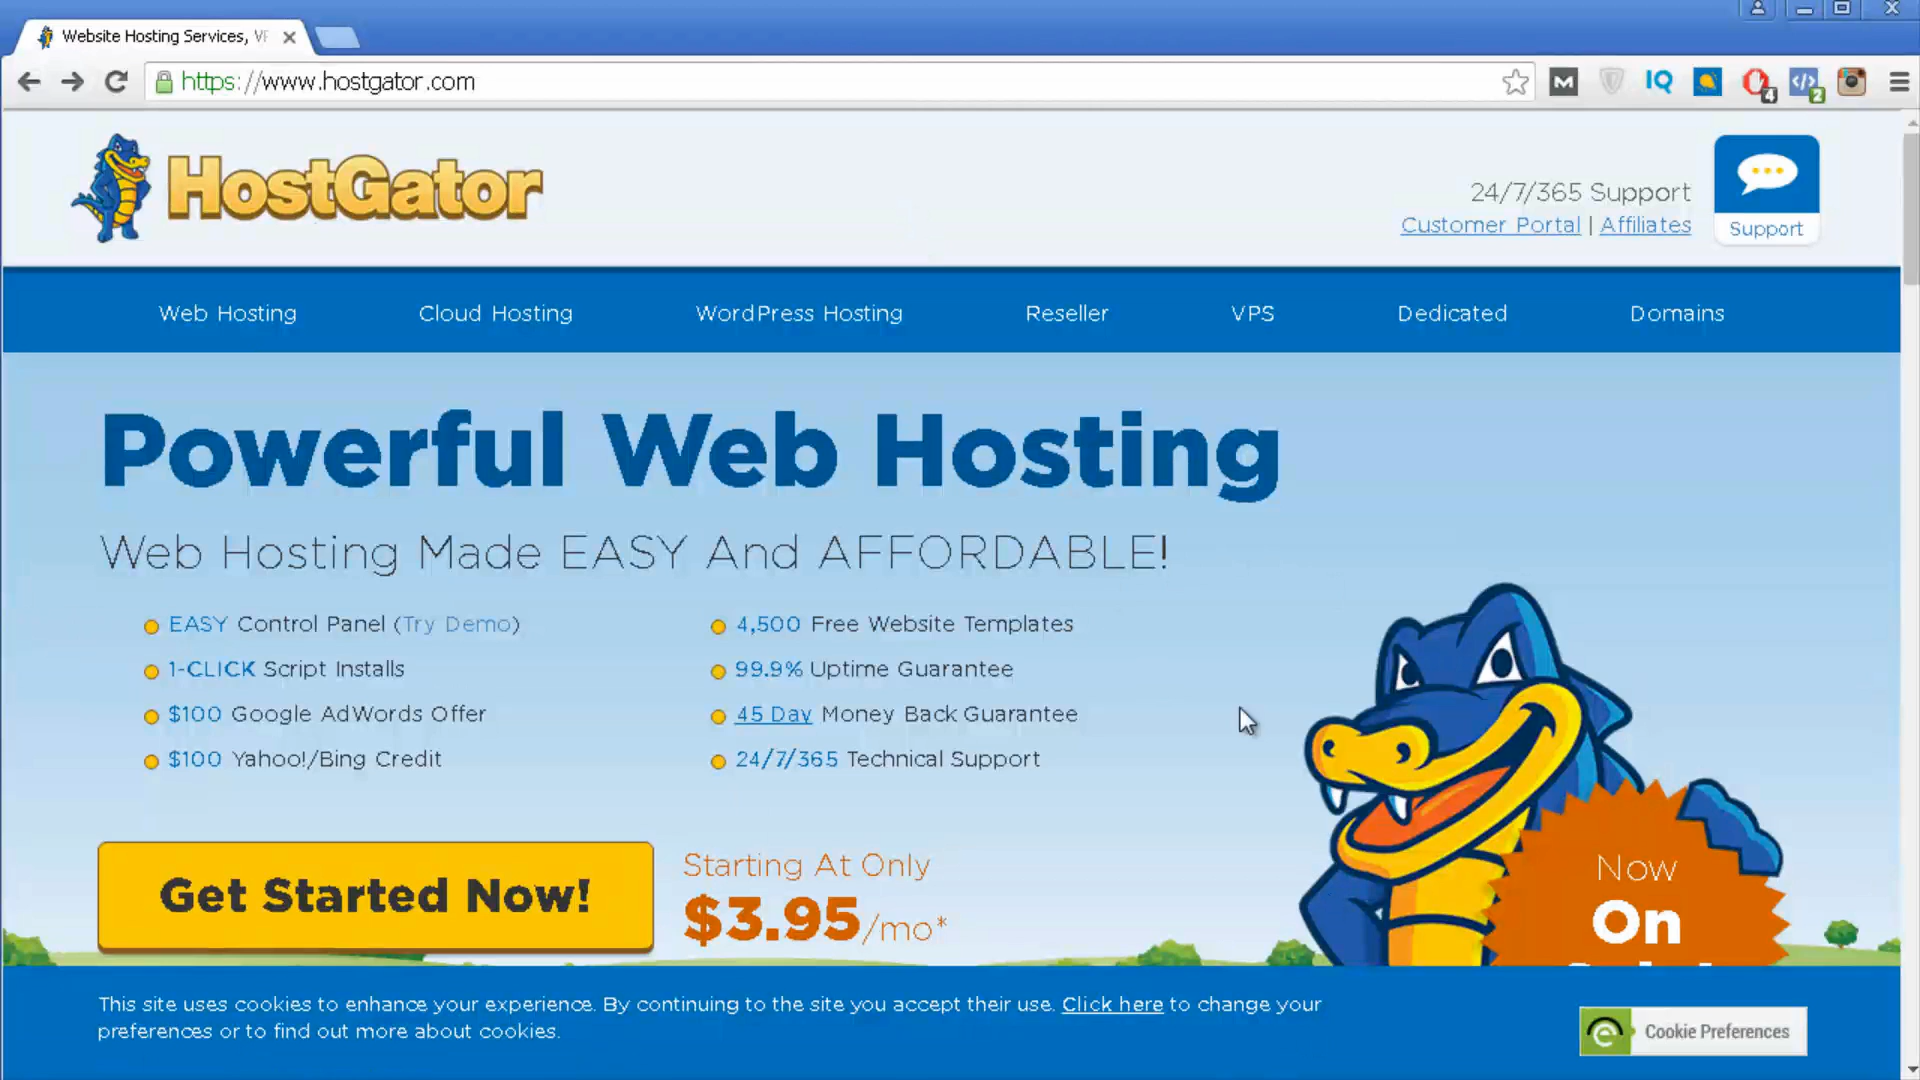 Website Hosting Services, VP
https://www.hostgator.com
M
IQ
4
2
HostGator
24/7/365 Support
Customer Portal | Affiliates
Support
Web Hosting
Cloud Hosting
WordPress Hosting
Reseller
VPS
Dedicated
Domains
Powerful Web Hosting
Web Hosting Made EASY And AFFORDABLE!
EASY Control Panel (Try Demo)
1-CLICK Script Installs
$100 Google AdWords Offer
$100 Yahoo!/Bing Credit
4,500 Free Website Templates
99.9% Uptime Guarantee
45 Day Money Back Guarantee
24/7/365 Technical Support
Get Started Now!
Starting At Only
$3.95/mo*
Now
On
This site uses cookies to enhance your experience. By continuing to the site you accept their use. Click here to change your
preferences or to find out more about cookies.
Cookie Preferences